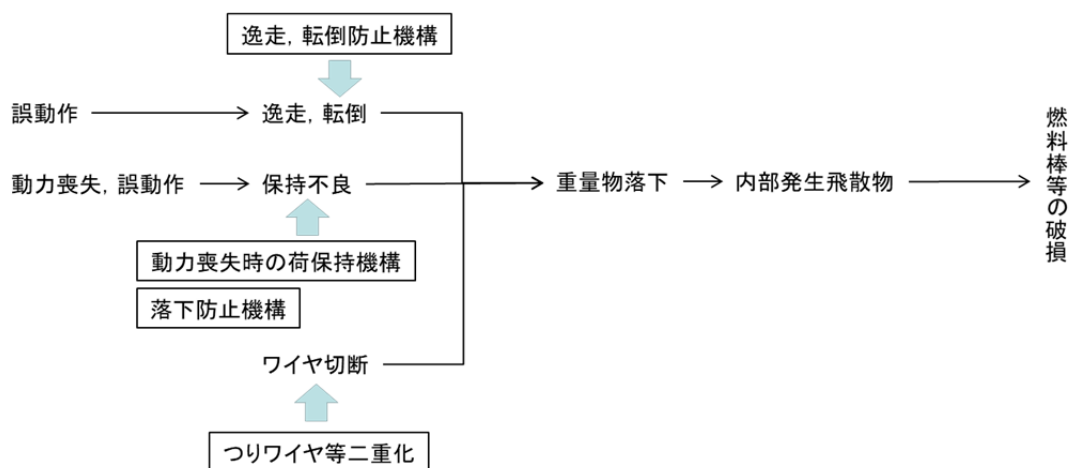 逸走，転倒防止機構
誤動作
逸走，転倒
動力喪失，誤動作
保持不良
重量物落下
内部発生飛散物
燃料棒等の破損
動力喪失時の荷保持機構
落下防止機構
ワイヤ切断
つりワイヤ等二重化